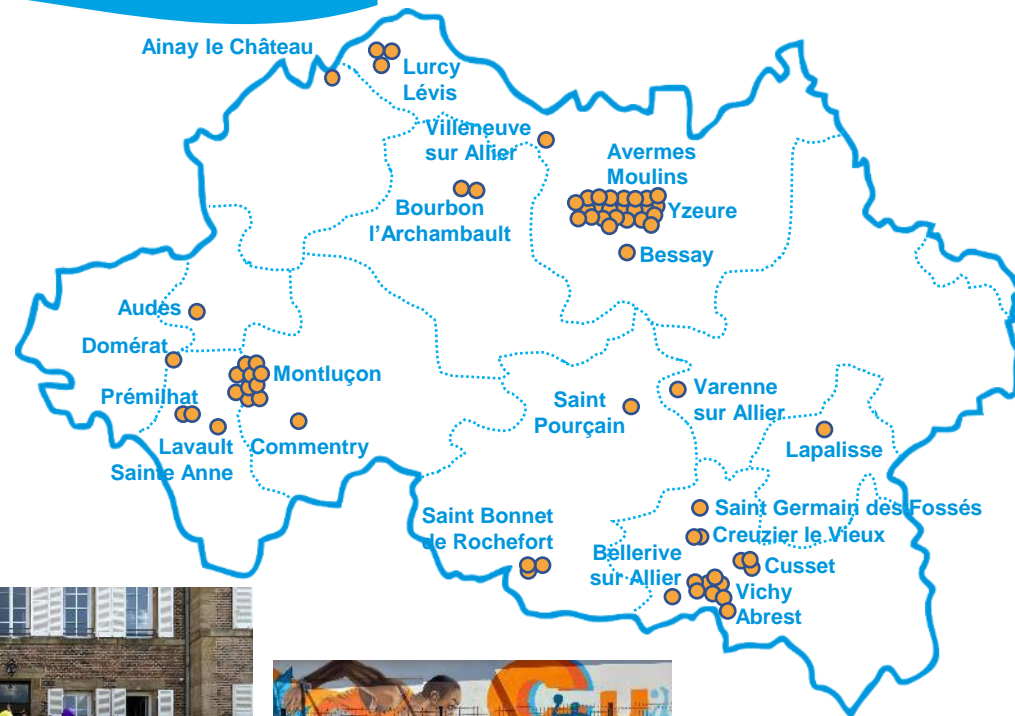 Ainay le Château
Lurcy
Lévis
Villeneuve
sur Allier
Avermes
Moulins
Yzeure
Bourbon
l'Archambault
Bessay
Audes
Domérat
Montluçon
Prémilhat
Lavault
Sainte Anne
Commentry
Saint
Pourçain
Varenne
sur Allier
Lapalisse
Saint Germain des Fossés
Creuzier le Vieux
Saint Bonnet
de Rochefort
Bellerive
sur Allier
Cusset
Vichy
Abrest